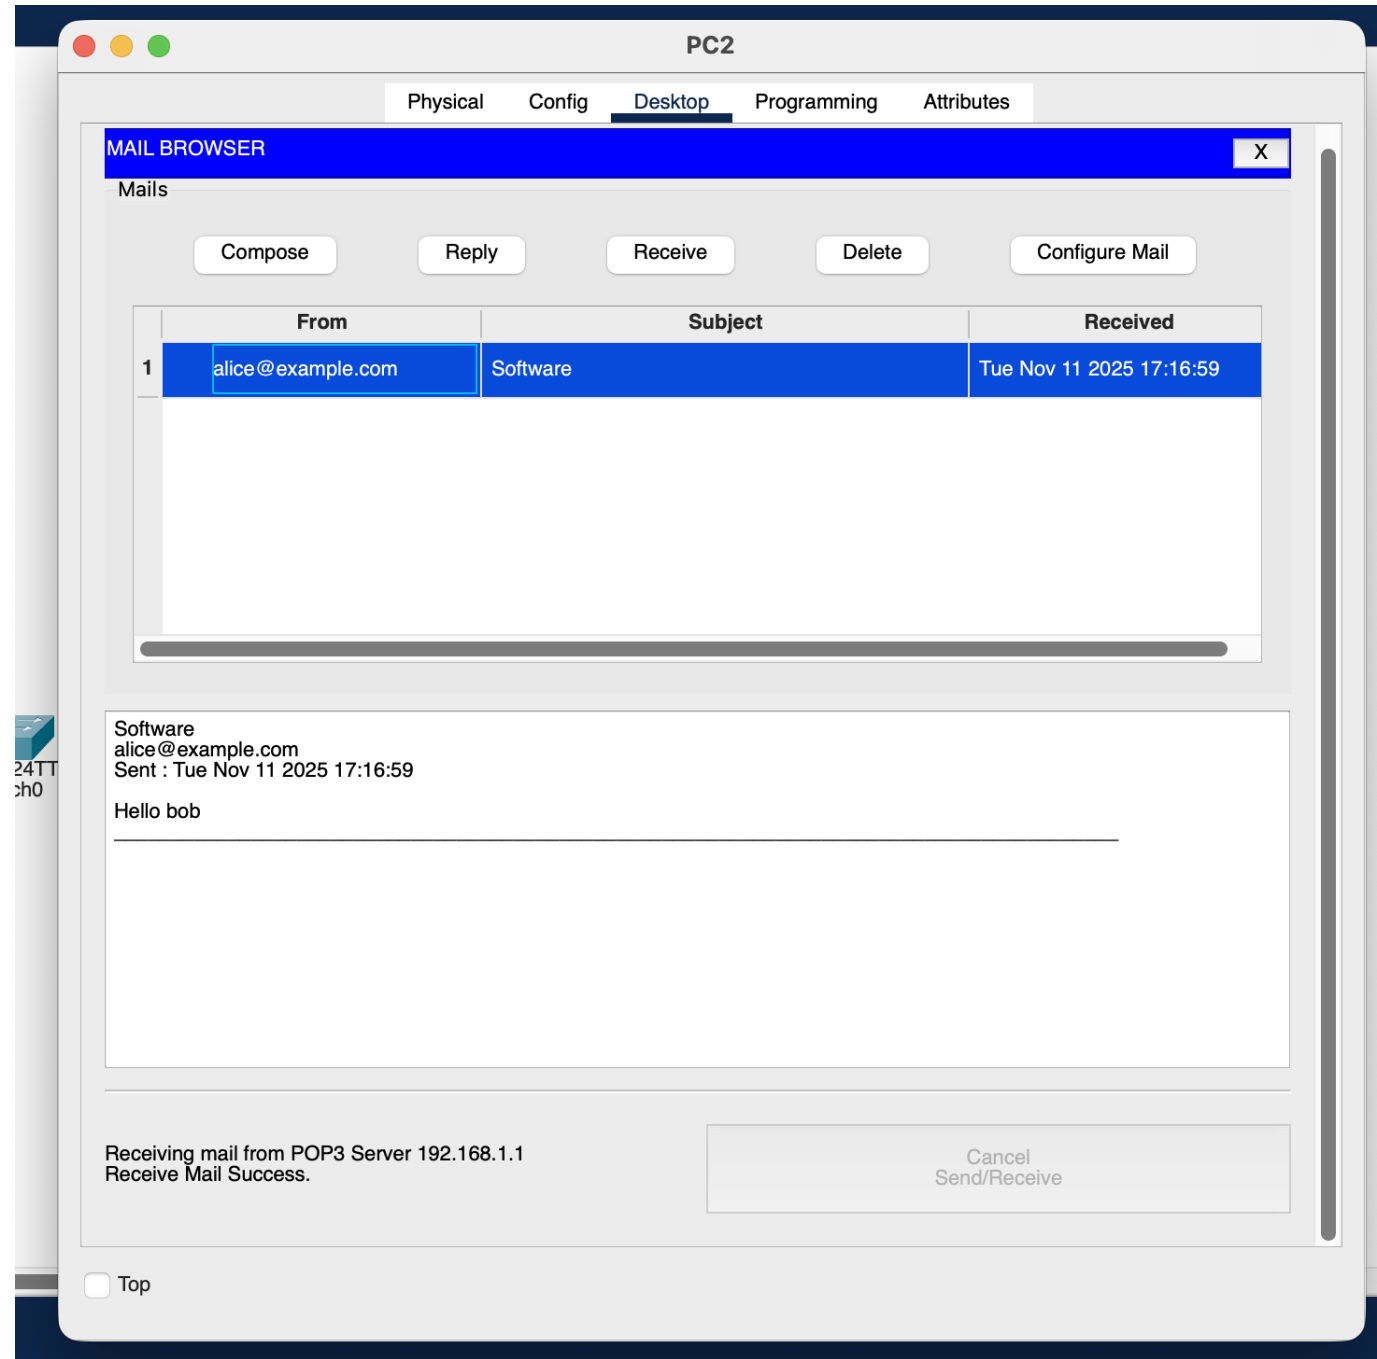 PC2
Physical Config Desktop Programming Attributes
MAIL BROWSER X
Mails
Compose Reply Receive Delete Configure Mail
From Subject Received
1 alice@example.com Software Tue Nov 11 2025 17:16:59
Software
alice@example.com
Sent : Tue Nov 11 2025 17:16:59
24TT
ch0
Hello bob
Receiving mail from POP3 Server 192.168.1.1
Receive Mail Success.
Cancel
Send/Receive
Top